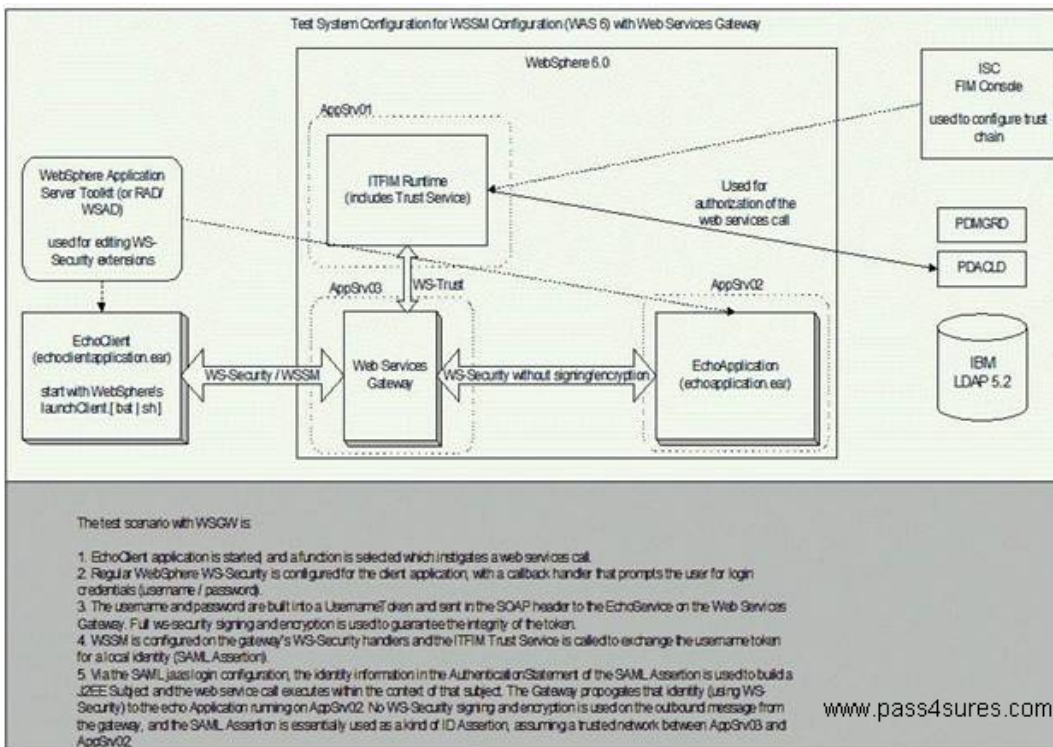 Test System Configuration for WSSM Configuration (WAS 6) with Web Services Gateway
WebSphere 6.0
ISC
FIM Console
used to configure trust
chain
AppSrv01
ITFIM Runtime
(includes Trust Service)
WebSphere Application
Server Toolkit (or RAD/
WSAD)
used for editing WS-
Security extensions
Used for
authorization of the
web services call
PDMGRD
PDACLD
WS-Trust
AppSrv03
AppSrv02
EchoClient
(echoclientapplication.ear)
start with WebSphere's
launchClient.[ bat | sh]
WS-Security / WSSM
Web Services
Gateway
WS-Security without signing/encryption
EchoApplication
(echoapplication.ear)
IBM
LDAP 5.2
The test scenario with WSGW is:
1. EchoClient application is started, and a function is selected which instigates a web services call.
2. Regular WebSphere WS-Security is configured for the client application, with a callback handler that prompts the user for login
credentials (username / password).
3. The username and password are built into a UsernameToken and sent in the SOAP header to the EchoService on the Web Services
Gateway. Full ws-security signing and encryption is used to guarantee the integrity of the token.
4. WSSM is configured on the gateway's WS-Security handlers and the ITFIM Trust Service is called to exchange the username token
for a local identity (SAML Assertion).
5. Via the SAML jaas login configuration, the identity information in the AuthenticationStatement of the SAML Assertion is used to build a
J2EE Subject and the web service call executes within the context of that subject. The Gateway propogates that identity (using WS-
Security) to the echo Application running on AppSrv02. No WS-Security signing and encryption is used on the outbound message from
the gateway, and the SAML Assertion is essentially used as a kind of ID Assertion, assuming a trusted network between AppSrv03 and
AppSrv02
www.pass4sures.com